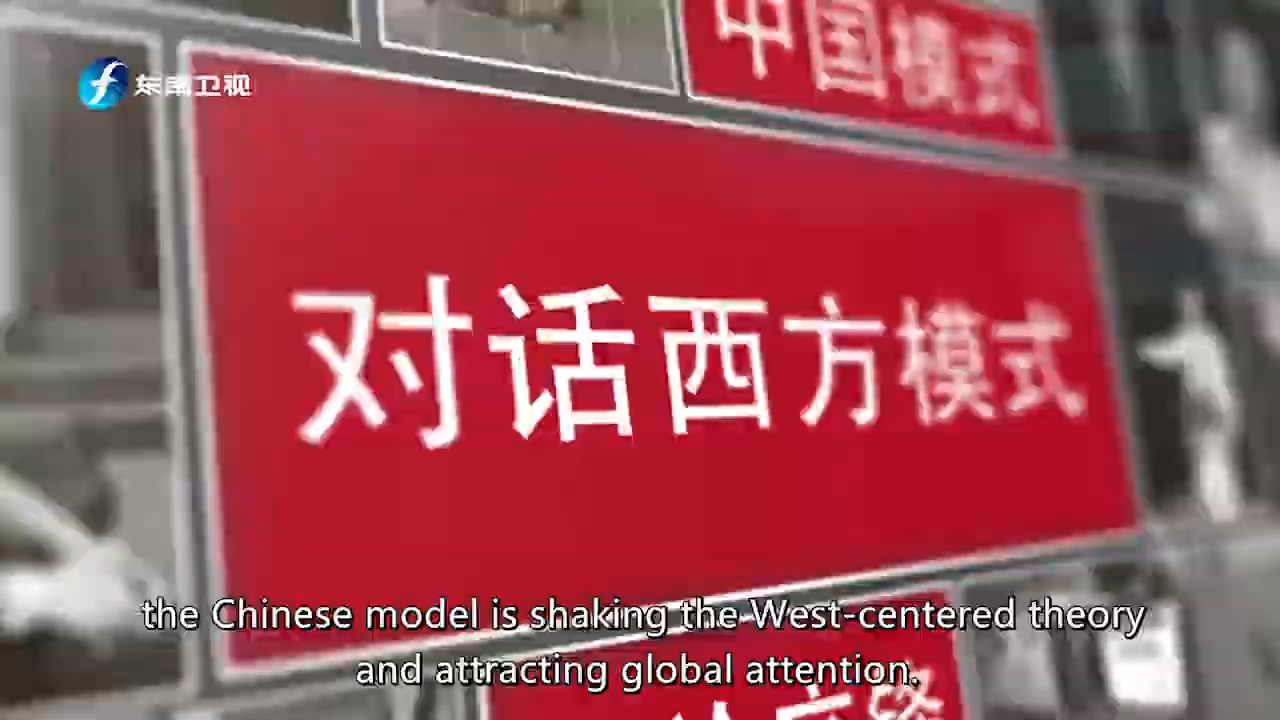 中国模式
东南卫视
对话西方模式
the Chinese model is shaking the West-centered theory
and attracting global attention.